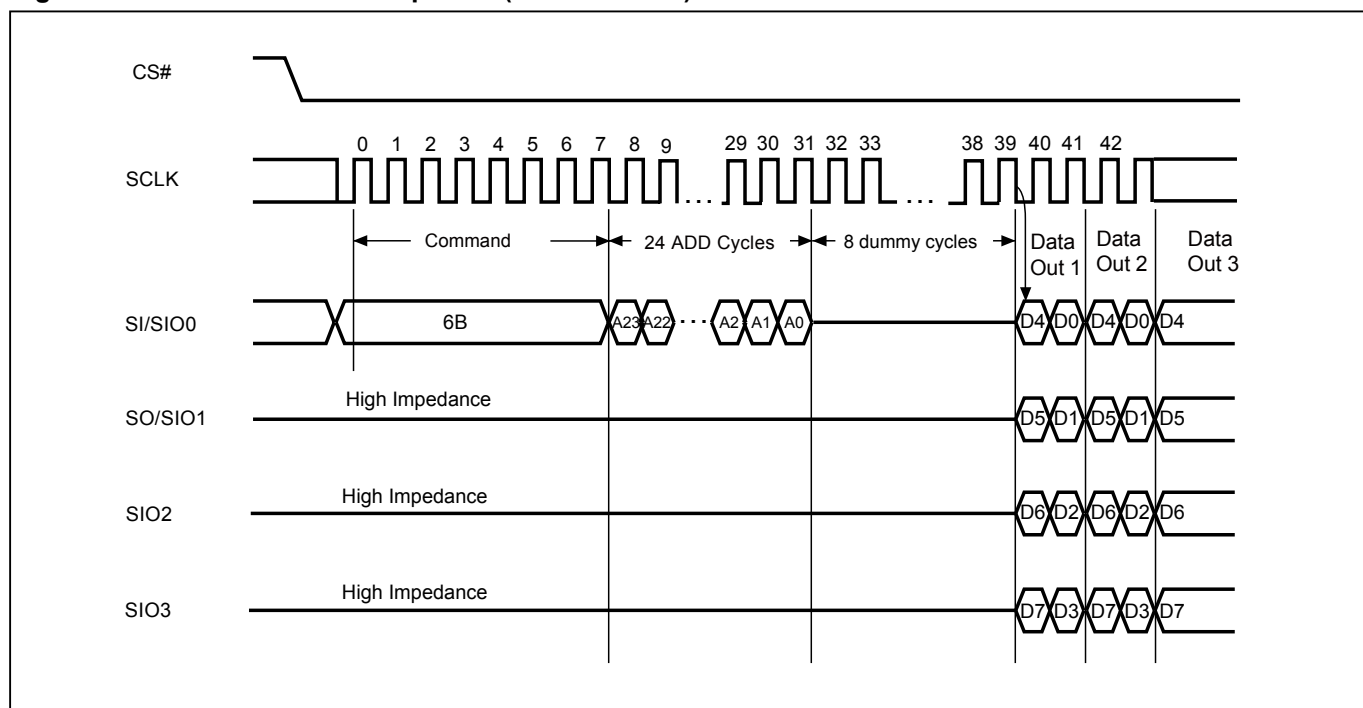 CS#
0 1 2 3 4 5 6 7 8 9 29 30 31 32 33 38 39 40 41 42
SCLK
Command 24 ADD Cycles 8 dummy cycles Data Out 1 Data Out 2 Data Out 3
SI/SIO0 6B A23 A22 A2 A1 A0 D4 D0 D4 D0 D4
High Impedance
SO/SIO1 D5 D1 D5 D1 D5
High Impedance
SIO2 D6 D2 D6 D2 D6
High Impedance
SIO3 D7 D3 D7 D3 D7